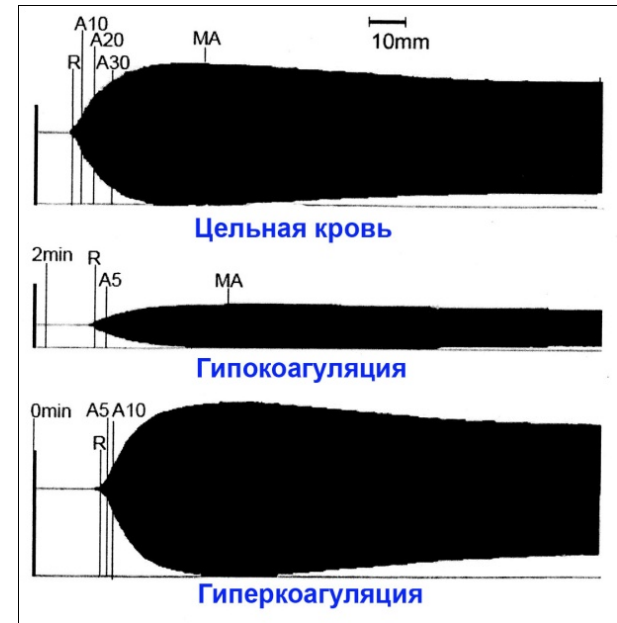 A10
A20
MA
10mm
R
A30
Цельная кровь
2min
R
A5
MA
Гипокоагуляция
0min
A5
A10
R
Гиперкоагуляция